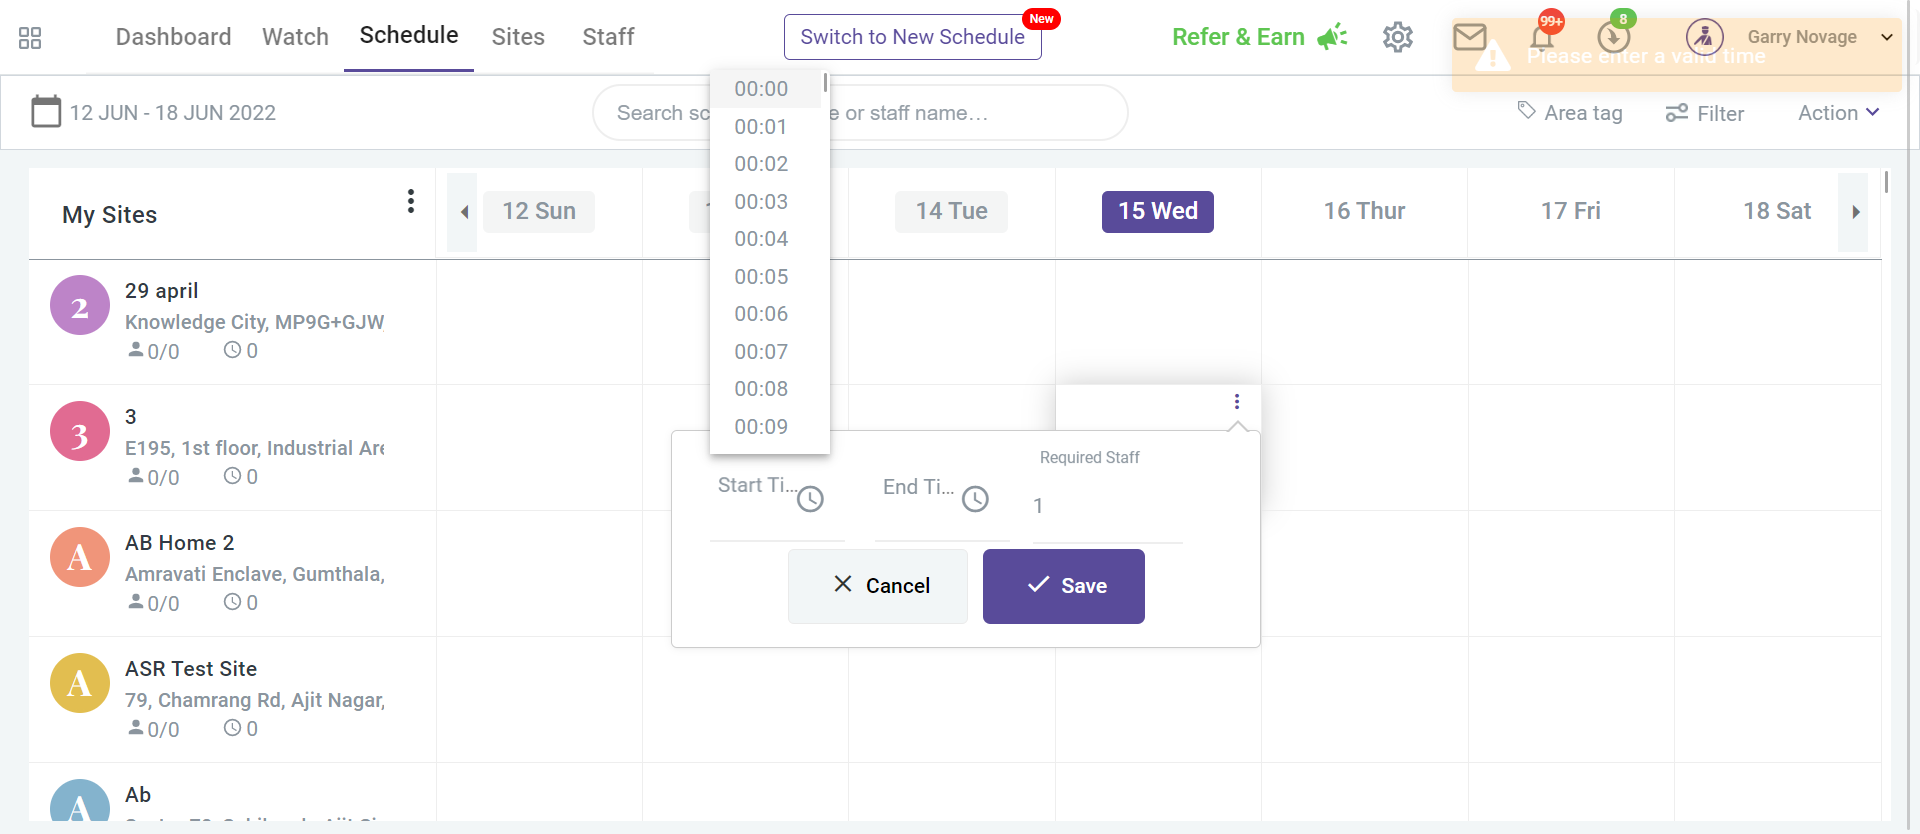 Dashboard Watch Schedule Sites Staff Switch to New Schedule New Refer & Earn 99+ 8 Garry Novage
Please enter a valid time
12 JUN - 18 JUN 2022 Search e or staff name... Area tag Filter Action
My Sites 12 Sun 14 Tue 15 Wed 16 Thur 17 Fri 18 Sat
00:00
00:01
00:02
00:03
00:04
00:05
00:06
00:07
00:08
00:09
2 29 april
Knowledge City, MP9G+GJW,
0/0 0
3 3
E195, 1st floor, Industrial Are
0/0 0
A AB Home 2
Amravati Enclave, Gumthala,
0/0 0
A ASR Test Site
79, Chamrang Rd, Ajit Nagar,
0/0 0
A Ab
Required Staff
Start Ti... End Ti... 1
Cancel Save